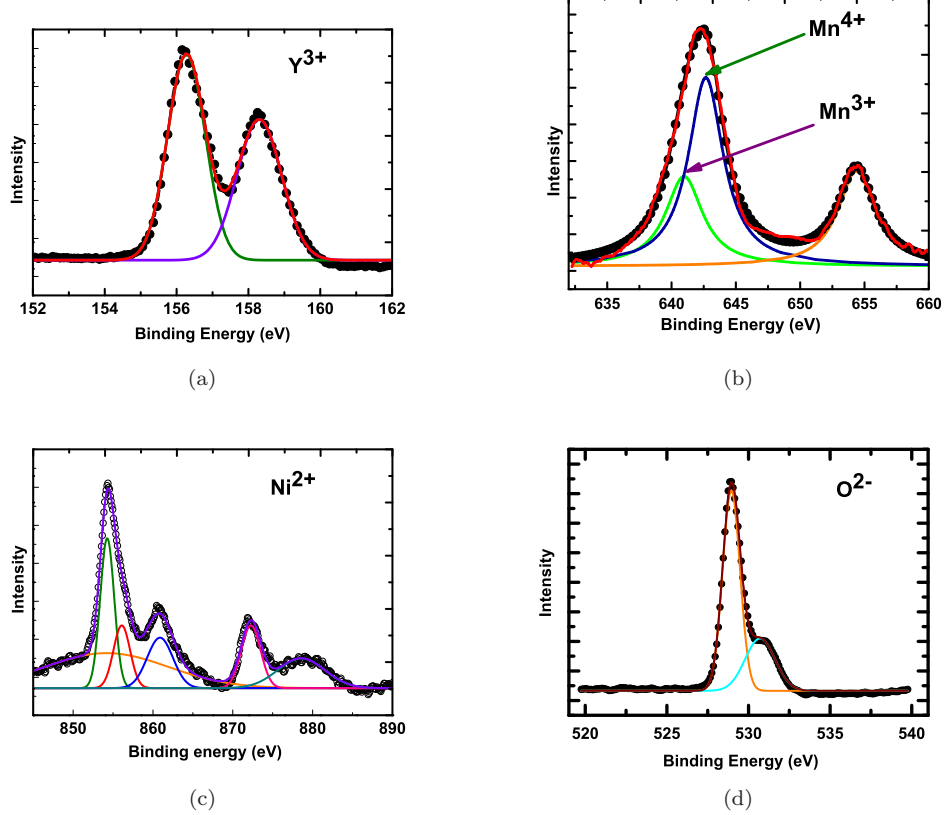 Y3+
Intensity
152 154 156 158 160 162
Binding Energy (eV)
(a)
Mn4+
Mn3+
Intensity
635 640 645 650 655 660
Binding Energy (eV)
(b)
Ni2+
Intensity
850 860 870 880 890
Binding energy (eV)
(c)
O2-
Intensity
520 525 530 535 540
Binding Energy (eV)
(d)